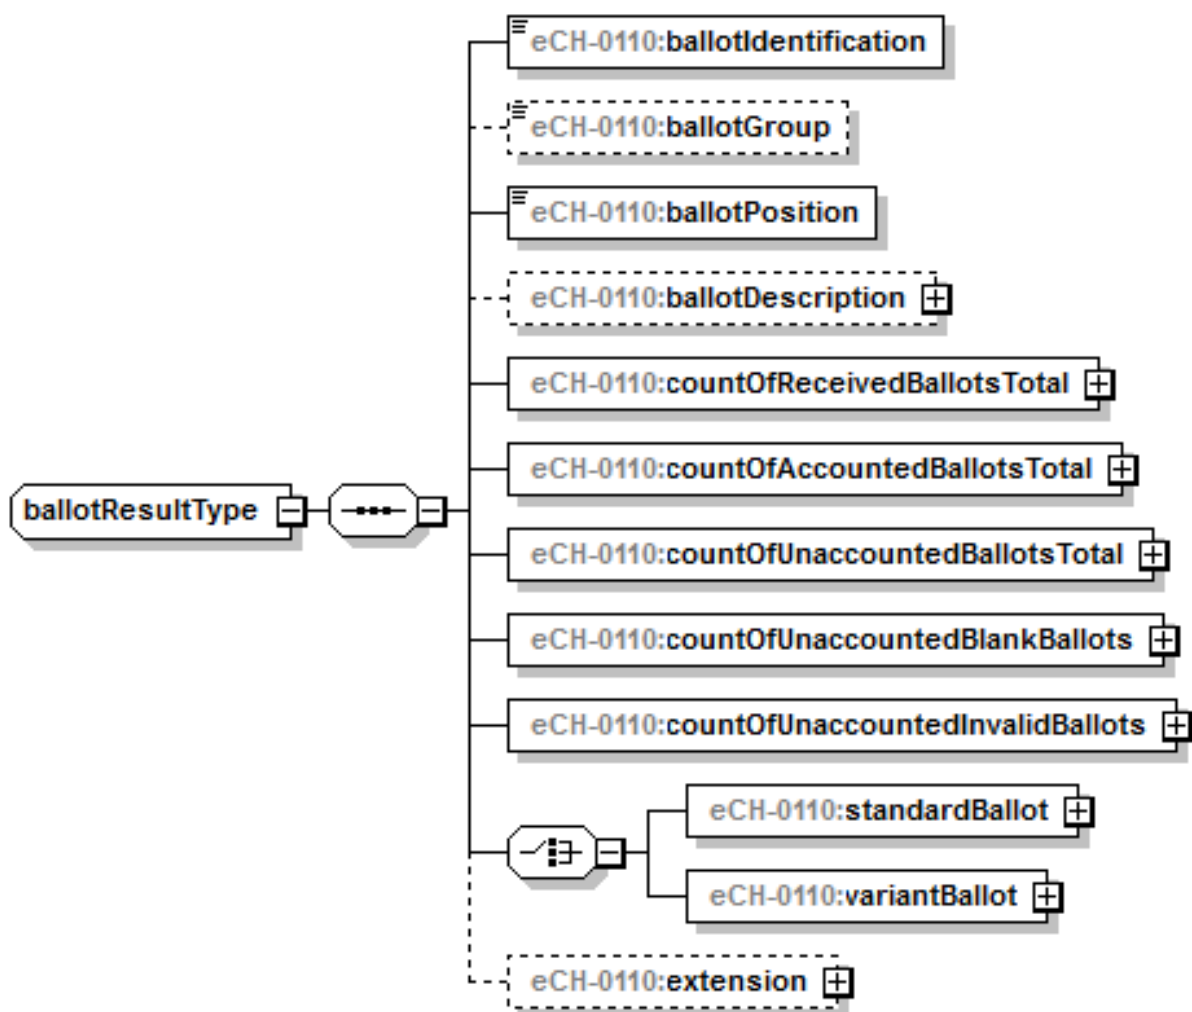 eCH-0110:ballotIdentification
eCH-0110:ballotGroup
eCH-0110:ballotPosition
eCH-0110:ballotDescription
eCH-0110:countOfReceivedBallotsTotal
eCH-0110:countOfAccountedBallotsTotal
ballotResultType
eCH-0110:countOfUnaccountedBallotsTotal
eCH-0110:countOfUnaccountedBlankBallots
eCH-0110:countOfUnaccountedInvalidBallots
eCH-0110:standardBallot
eCH-0110:variantBallot
eCH-0110:extension